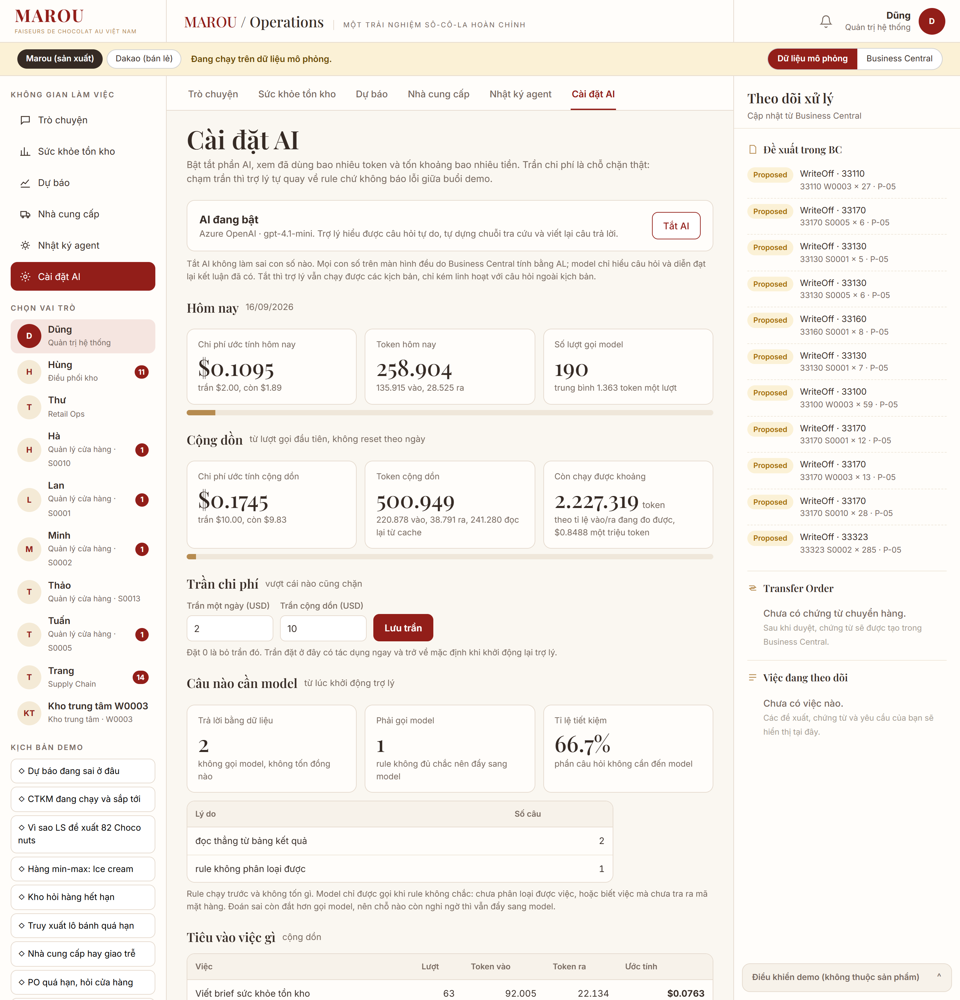 MAROU
FAISEURS DE CHOCOLAT AU VIỆT NAM
MAROU / Operations
MỘT TRẢI NGHIỆM SÔ-CÔ-LA HOÀN CHỈNH
Dũng
Quản trị hệ thống
D
Marou (sản xuất)
Dakao (bán lẻ)
Đang chạy trên dữ liệu mô phỏng.
Dữ liệu mô phỏng
Business Central
KHÔNG GIAN LÀM VIỆC
Trò chuyện
Sức khỏe tồn kho
Dự báo
Nhà cung cấp
Nhật ký agent
Cài đặt AI
CHỌN VAI TRÒ
D
Dũng
Quản trị hệ thống
H
Hùng
Điều phối kho
11
T
Thư
Retail Ops
H
Hà
Quản lý cửa hàng ·
S0010
1
L
Lan
Quản lý cửa hàng ·
S0001
1
M
Minh
Quản lý cửa hàng ·
S0002
1
T
Thảo
Quản lý cửa hàng · S0013
T
Tuấn
Quản lý cửa hàng ·
S0005
1
T
Trang
Supply Chain
14
KT
Kho trung tâm W0003
Kho trung tâm · W0003
KỊCH BẢN DEMO
◇ Dự báo đang sai ở đâu
◇ CTKM đang chạy và sắp tới
◇ Vì sao LS đề xuất 82 Choco
nuts
◇ Hàng min-max: Ice cream
◇ Kho hỏi hàng hết hạn
◇ Truy xuất lô bánh quá hạn
◇ Nhà cung cấp hay giao trễ
◇ PO quá hạn, hỏi cửa hàng
Trò chuyện
Sức khỏe tồn kho
Dự báo
Nhà cung cấp
Nhật ký agent
Cài đặt AI
Cài đặt AI
Bật tắt phần AI, xem đã dùng bao nhiêu token và tốn khoảng bao nhiêu tiền. Trần chi phí là chỗ chặn thật:
chạm trần thì trợ lý tự quay về rule chứ không báo lỗi giữa buổi demo.
AI đang bật
Azure OpenAI · gpt-4.1-mini. Trợ lý hiểu được câu hỏi tự do, tự dựng chuỗi tra cứu và viết lại câu trả lời.
Tắt AI
Tắt AI không làm sai con số nào. Mọi con số trên màn hình đều do Business Central tính bằng AL; model chỉ hiểu câu hỏi và diễn đạt
lại kết luận đã có. Tắt thì trợ lý vẫn chạy được các kịch bản, chỉ kém linh hoạt với câu hỏi ngoài kịch bản.
Hôm nay 16/09/2026
Chi phí ước tính hôm nay
$0.1095
trần $2.00, còn $1.89
Token hôm nay
258.904
135.915 vào, 28.525 ra
Số lượt gọi model
190
trung bình 1.363 token một lượt
Cộng dồn từ lượt gọi đầu tiên, không reset theo ngày
Chi phí ước tính cộng dồn
$0.1745
trần $10.00, còn $9.83
Token cộng dồn
500.949
220.878 vào, 38.791 ra, 241.280 đọc
lại từ cache
Còn chạy được khoảng
2.227.319 token
theo tỉ lệ vào/ra đang đo được,
$0.8488 một triệu token
Trần chi phí vượt cái nào cũng chặn
Trần một ngày (USD)
2
Trần cộng dồn (USD)
10
Lưu trần
Đặt 0 là bỏ trần đó. Trần đặt ở đây có tác dụng ngay và trở về mặc định khi khởi động lại trợ lý.
Câu nào cần model từ lúc khởi động trợ lý
Trả lời bằng dữ liệu
2
không gọi model, không tốn đồng
nào
Phải gọi model
1
rule không đủ chắc nên đẩy sang
model
Tỉ lệ tiết kiệm
66.7%
phần câu hỏi không cần đến model
Lý do Số câu
đọc thẳng từ bảng kết quả 2
rule không phân loại được 1
Rule chạy trước và không tốn gì. Model chỉ được gọi khi rule không chắc: chưa phân loại được việc, hoặc biết việc mà chưa tra ra mã
mặt hàng. Đoán sai còn đắt hơn gọi model, nên chỗ nào còn nghi ngờ thì vẫn đẩy sang model.
Tiêu vào việc gì cộng dồn
Việc Lượt Token vào Token ra Ước tính
Viết brief sức khỏe tồn kho 63 92.005 22.134 $0.0763
Theo dõi xử lý
Cập nhật từ Business Central
Đề xuất trong BC
Proposed
WriteOff · 33110
33110 W0003 × 27 · P-05
Proposed
WriteOff · 33170
33170 S0005 × 6 · P-05
Proposed
WriteOff · 33130
33130 S0001 × 5 · P-05
Proposed
WriteOff · 33130
33130 S0005 × 6 · P-05
Proposed
WriteOff · 33160
33160 S0001 × 8 · P-05
Proposed
WriteOff · 33130
33130 S0001 × 7 · P-05
Proposed
WriteOff · 33100
33100 W0003 × 59 · P-05
Proposed
WriteOff · 33170
33170 S0001 × 12 · P-05
Proposed
WriteOff · 33170
33170 W0003 × 13 · P-05
Proposed
WriteOff · 33170
33170 S0010 × 28 · P-05
Proposed
WriteOff · 33323
33323 S0002 × 285 · P-05
Transfer Order
Chưa có chứng từ chuyển hàng.
Sau khi duyệt, chứng từ sẽ được tạo trong
Business Central.
Việc đang theo dõi
Chưa có việc nào.
Các đề xuất, chứng từ và yêu cầu của bạn sẽ
hiển thị tại đây.
Điều khiển demo (không thuộc sản phẩm) ^